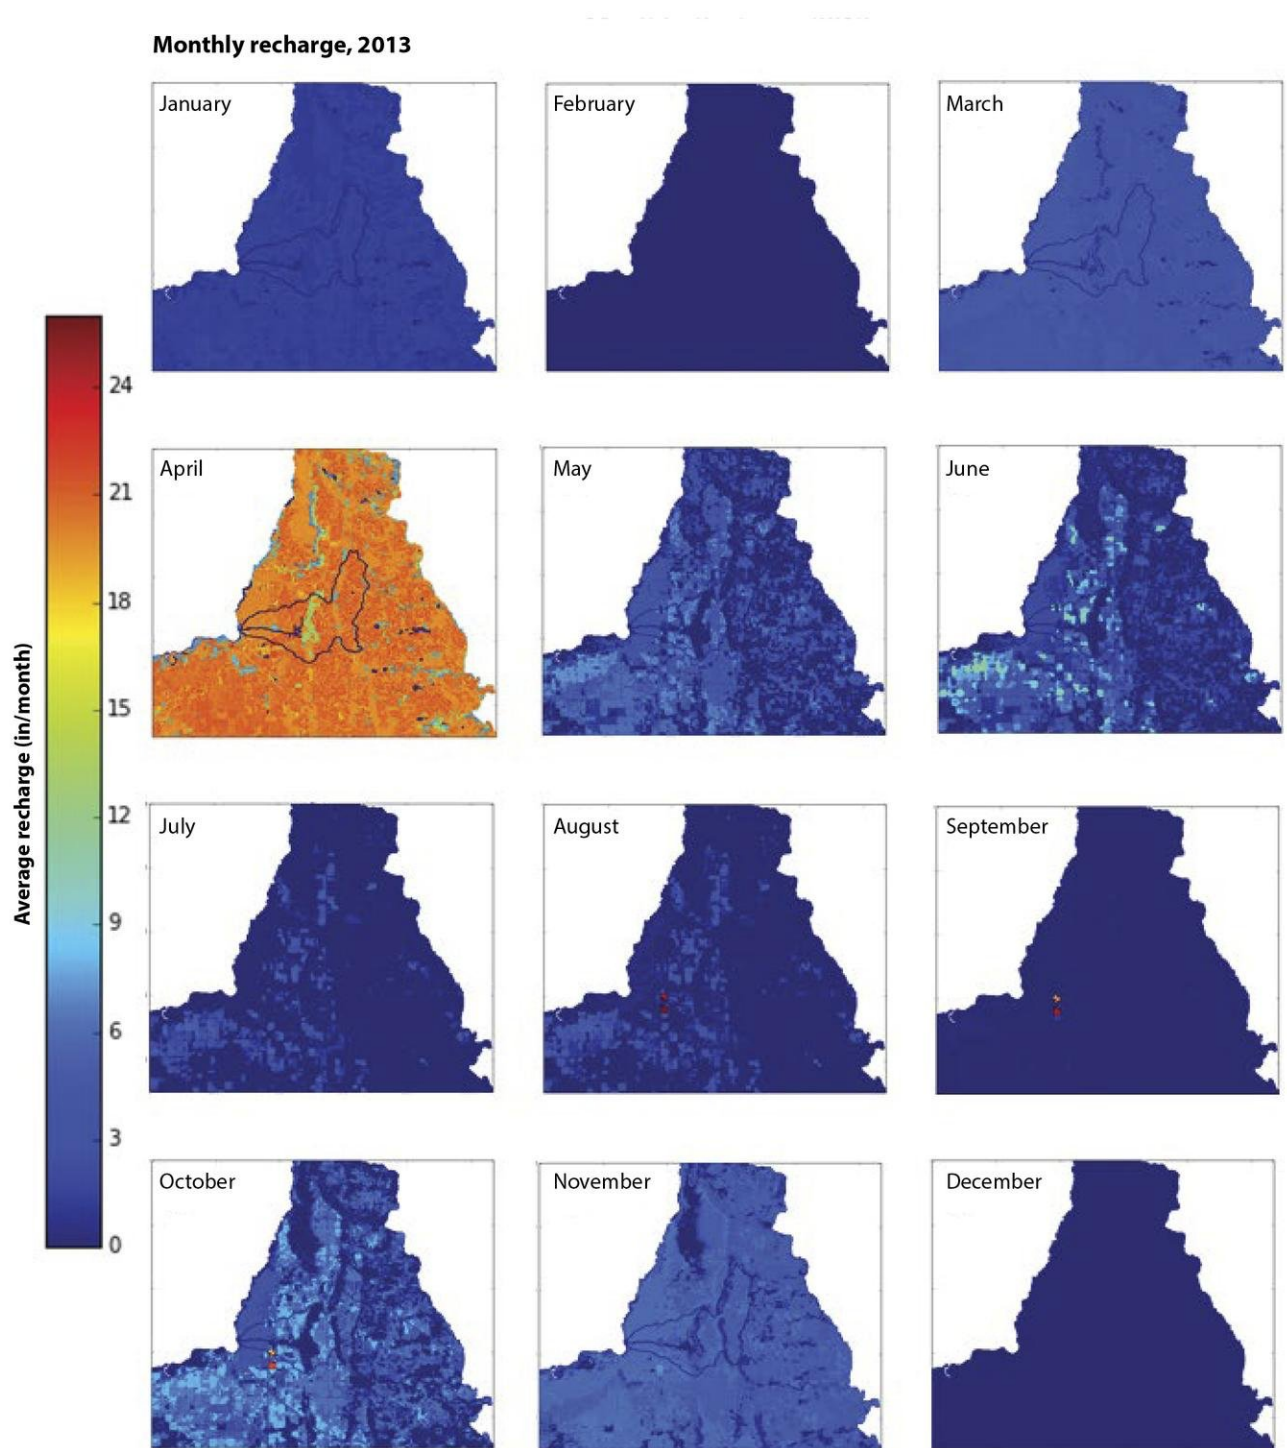 Monthly recharge, 2013
January
February
March
April
May
June
July
August
September
October
November
December
Average recharge (in/month)
24
21
18
15
12
9
6
3
0